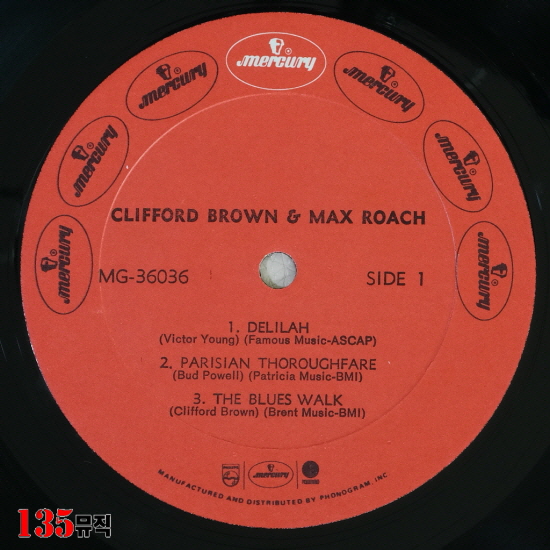 mercury
mercury
mercury
mercury
mercury
mercury
mercury
CLIFFORD BROWN & MAX ROACH
MG-36036
SIDE 1
1. DELILAH
(Victor Young) (Famous Music-ASCAP)
2. PARISIAN THOROUGHFARE
(Bud Powell) (Patricia Music-BMI)
3. THE BLUES WALK
(Clifford Brown) (Brent Music-BMI)
PHILIPS
mercury
MANUFACTURED AND DISTRIBUTED BY PHONOGRAM, INC.
135뮤직